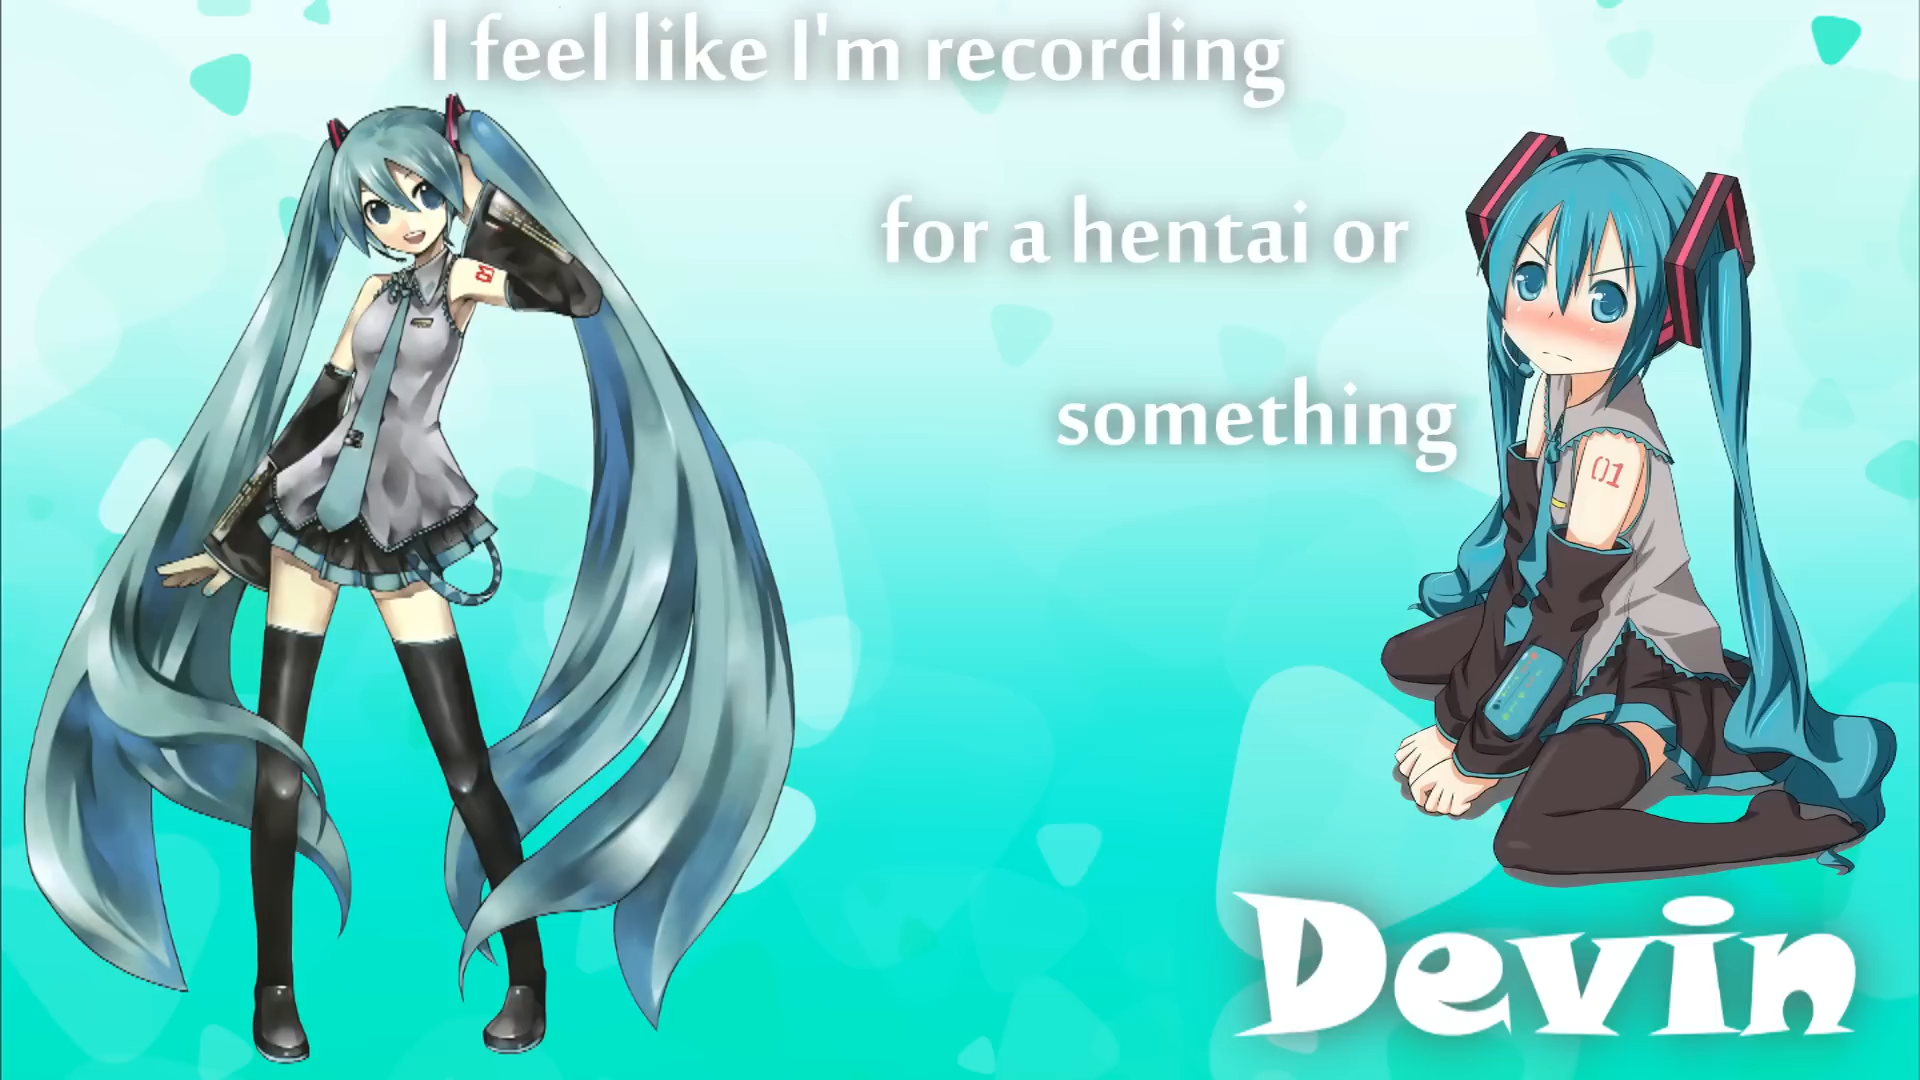 I feel like I'm recording
for a hentai or
something
01
Devin